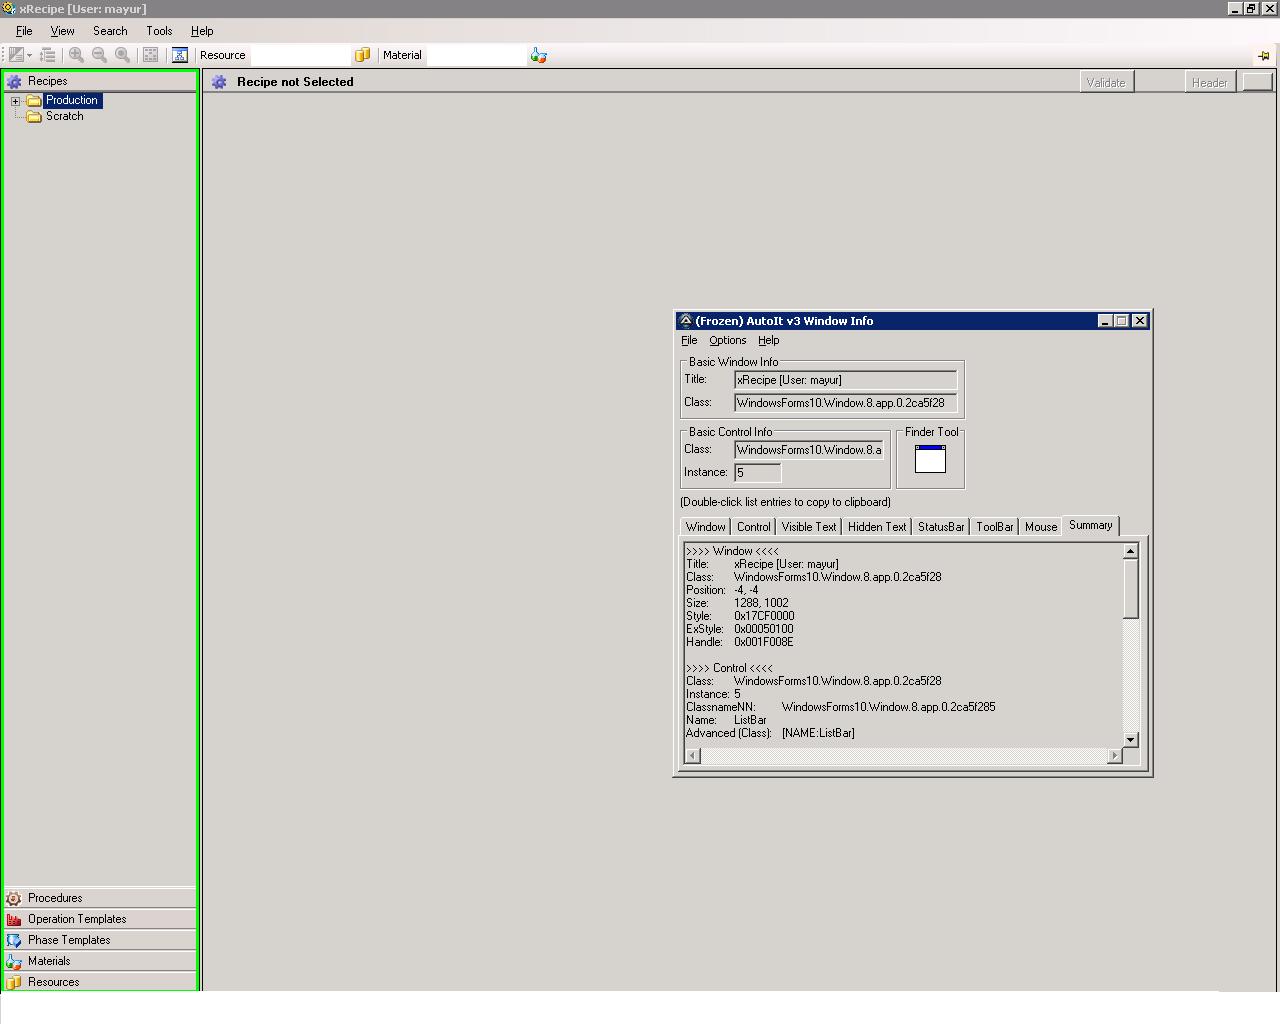 xRecipe [User: mayur]
File View Search Tools Help
Resource Material
Recipes
Recipe not Selected
Validate Header
Production
Scratch
(Frozen) AutoIt v3 Window Info
File Options Help
Basic Window Info
Title: xRecipe [User: mayur]
Class: WindowsForms10.Window.8.app.0.2ca5f28
Basic Control Info
Finder Tool
Class: WindowsForms10.Window.8.a
Instance: 5
(Double-click list entries to copy to clipboard)
Window Control Visible Text Hidden Text StatusBar ToolBar Mouse Summary
>>>> Window <<<<
Title: xRecipe [User: mayur]
Class: WindowsForms10.Window.8.app.0.2ca5f28
Position: -4, -4
Size: 1288, 1002
Style: 0x17CF0000
ExStyle: 0x00050100
Handle: 0x001F008E
>>>> Control <<<<
Class: WindowsForms10.Window.8.app.0.2ca5f28
Instance: 5
ClassnameNN: WindowsForms10.Window.8.app.0.2ca5f285
Name: ListBar
Advanced (Class): [NAME:ListBar]
Procedures
Operation Templates
Phase Templates
Materials
Resources